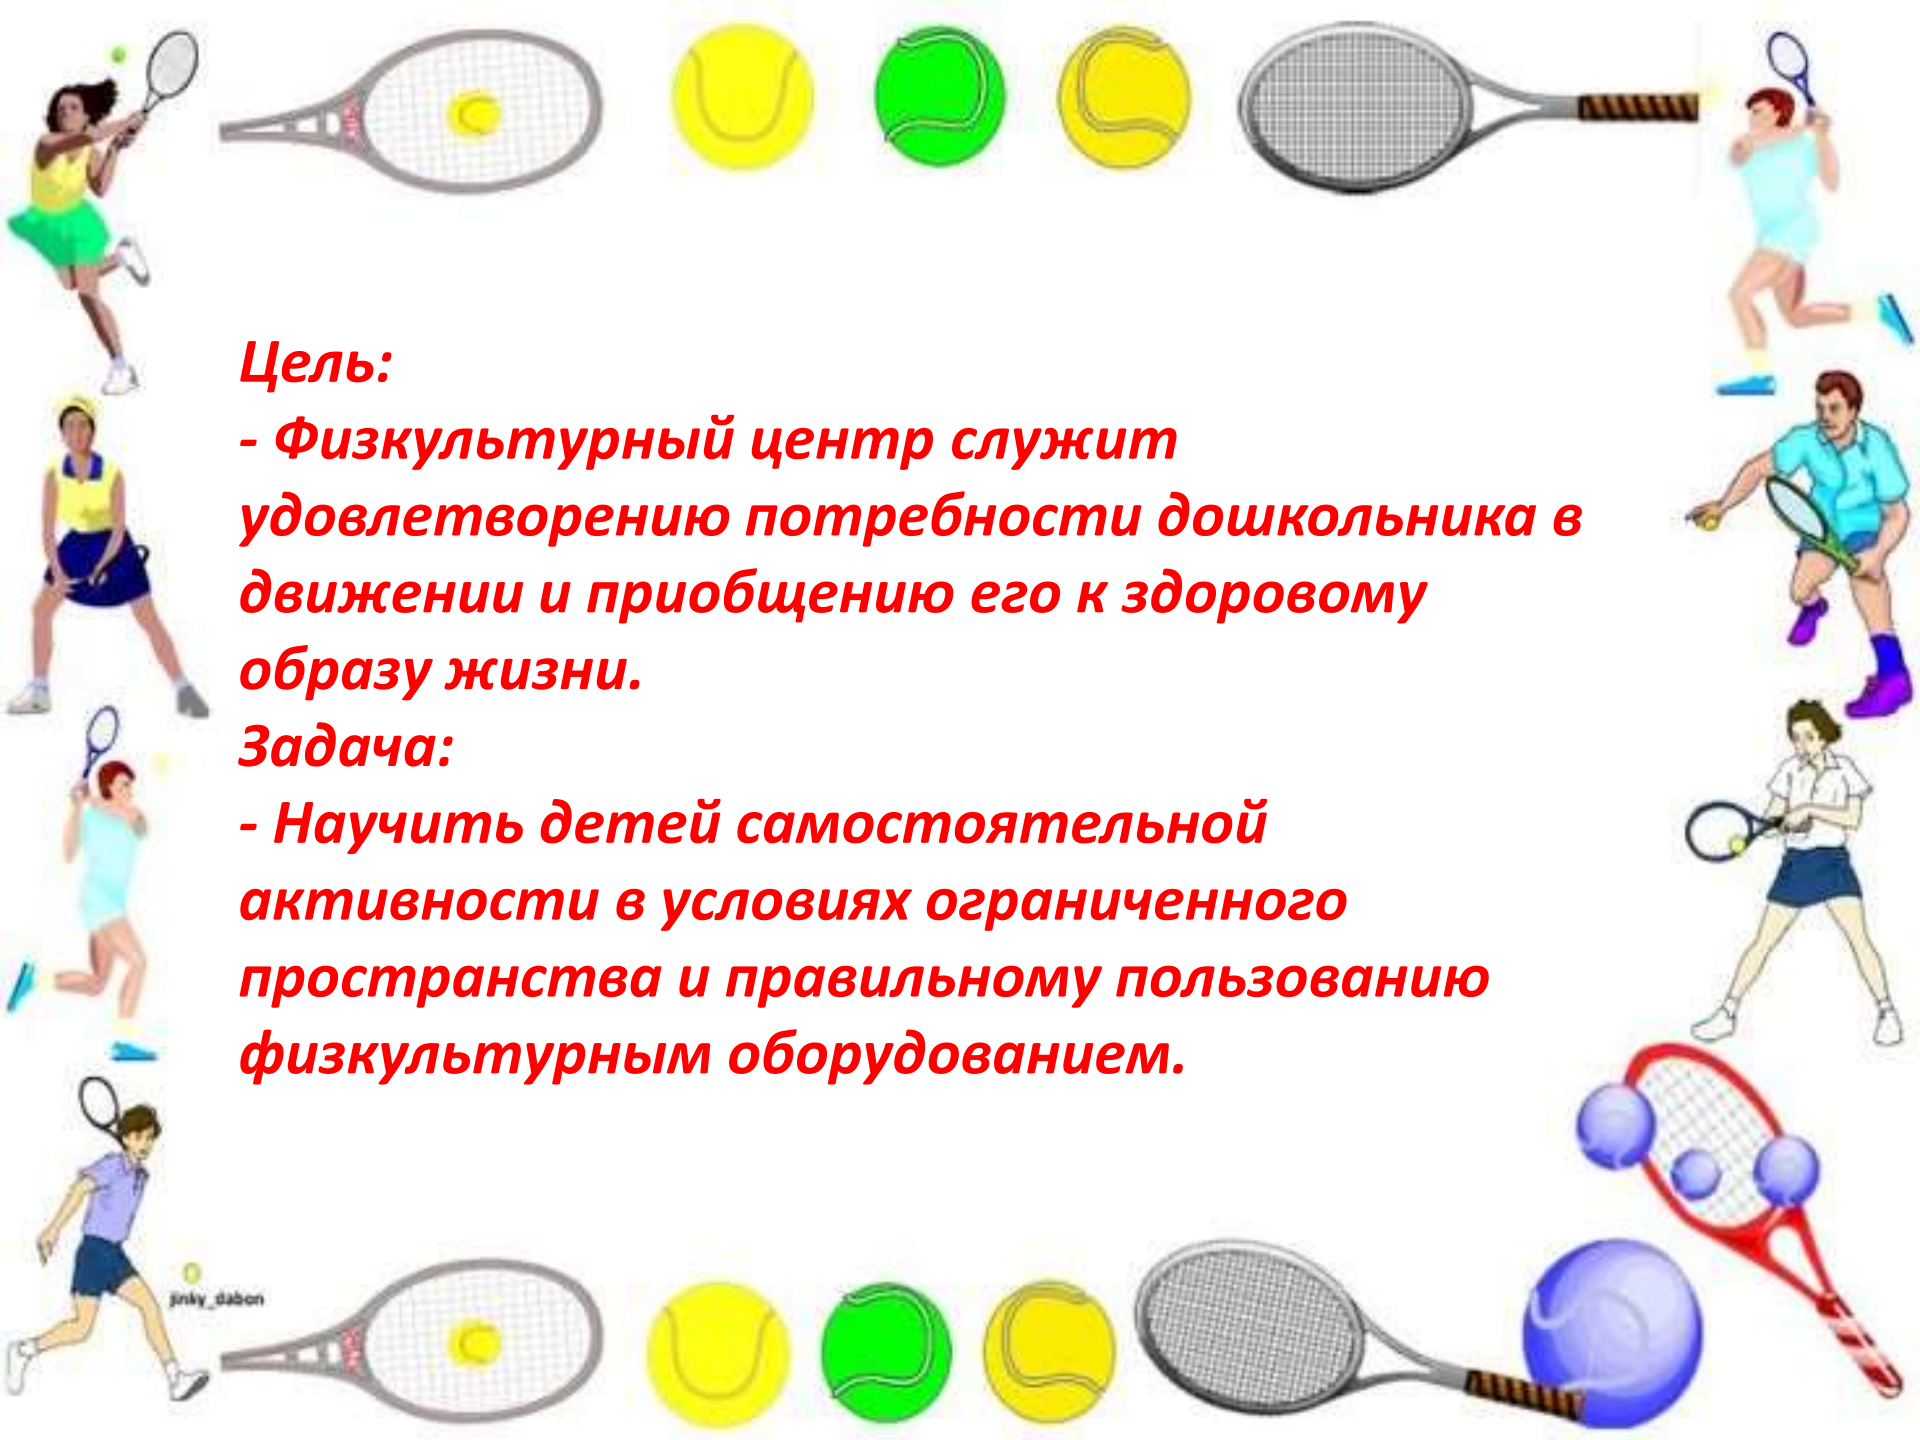 Цель:
- Физкультурный центр служит
удовлетворению потребности дошкольника в
движении и приобщению его к здоровому
образу жизни.
Задача:
- Научить детей самостоятельной
активности в условиях ограниченного
пространства и правильному пользованию
физкультурным оборудованием.
jinky_dabon